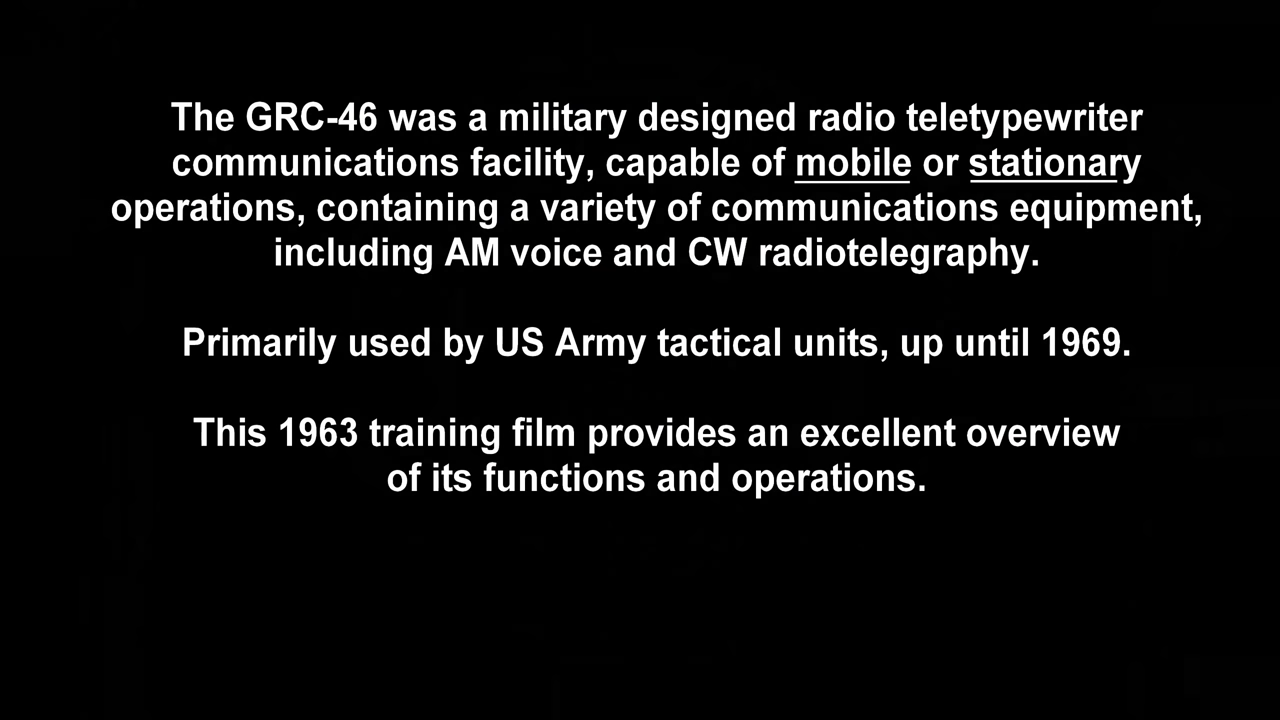 The GRC-46 was a military designed radio teletypewriter
communications facility, capable of mobile or stationary
operations, containing a variety of communications equipment,
including AM voice and CW radiotelegraphy.
Primarily used by US Army tactical units, up until 1969.
This 1963 training film provides an excellent overview
of its functions and operations.